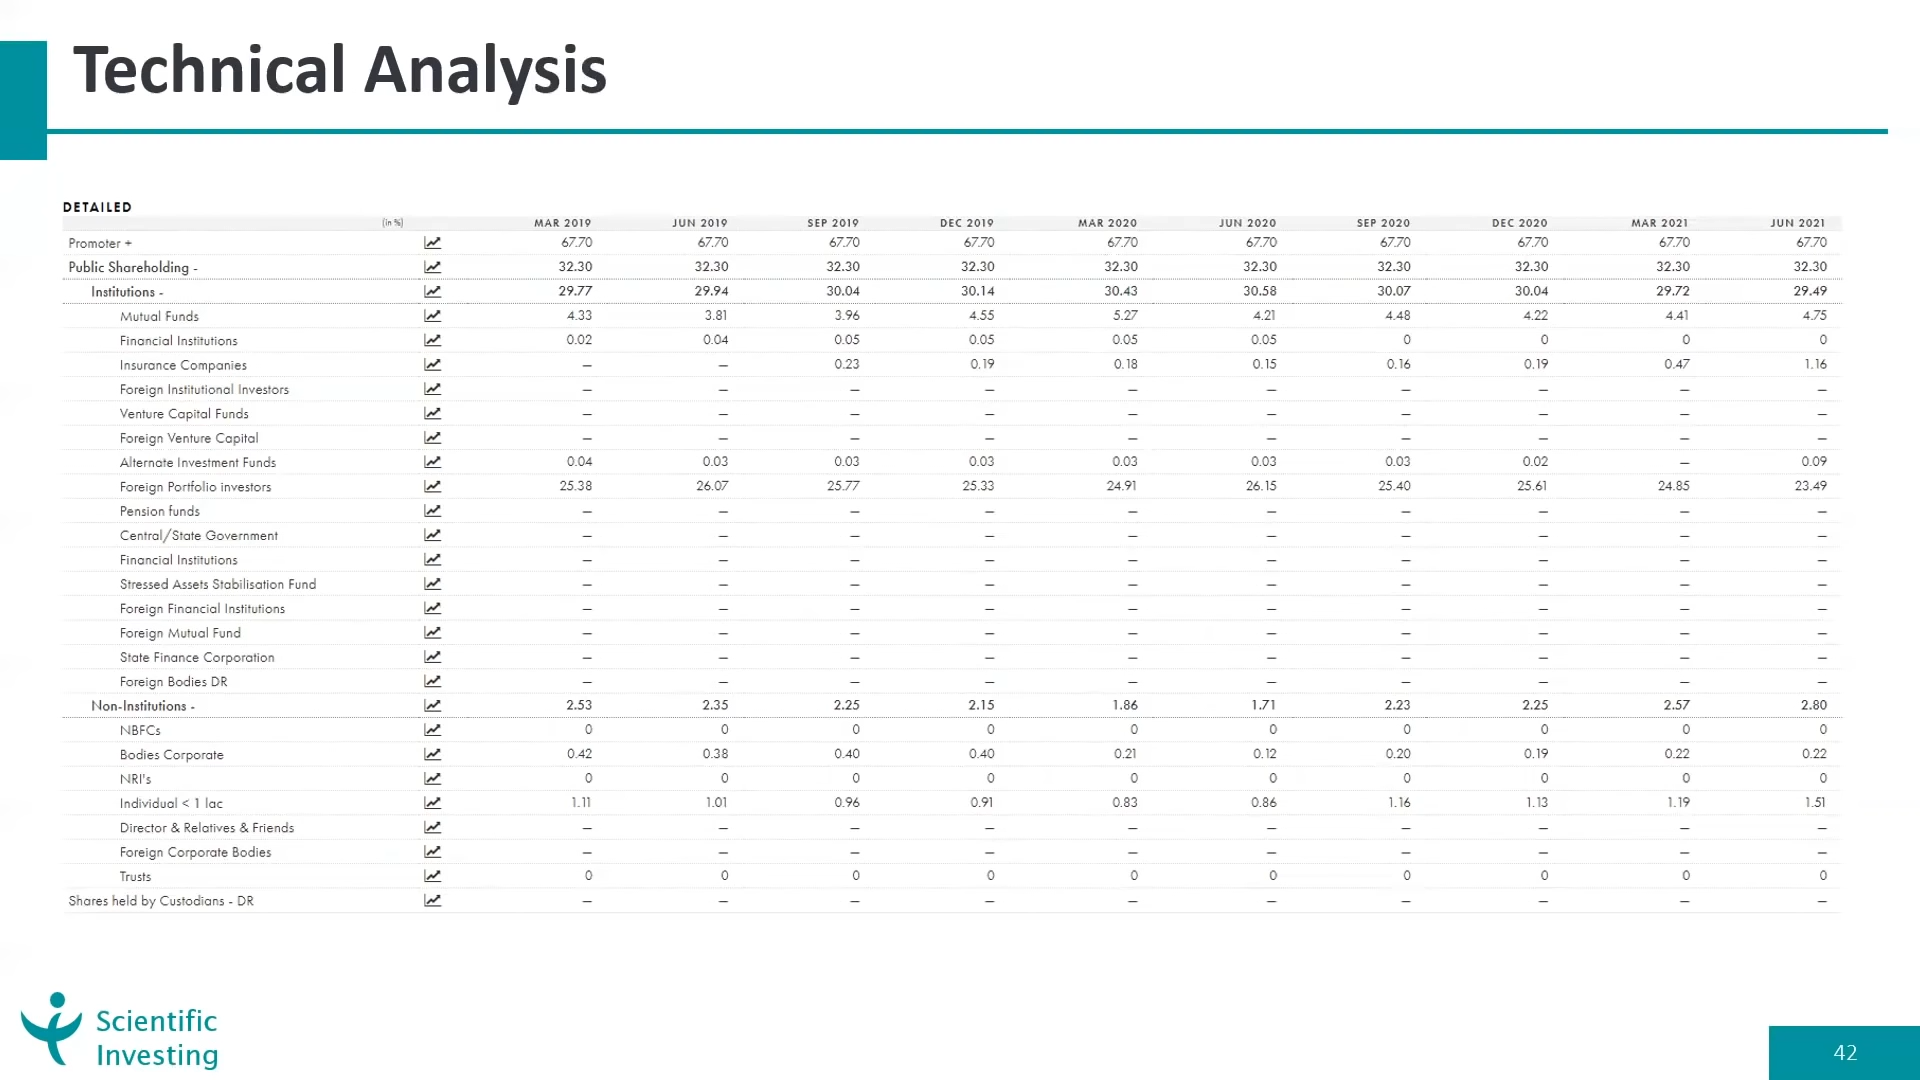 Technical Analysis
DETAILED
(in %) MAR 2019 JUN 2019 SEP 2019 DEC 2019 MAR 2020 JUN 2020 SEP 2020 DEC 2020 MAR 2021 JUN 2021
Promoter + 67.70 67.70 67.70 67.70 67.70 67.70 67.70 67.70 67.70 67.70
Public Shareholding - 32.30 32.30 32.30 32.30 32.30 32.30 32.30 32.30 32.30 32.30
Institutions - 29.77 29.94 30.04 30.14 30.43 30.58 30.07 30.04 29.72 29.49
Mutual Funds 4.33 3.81 3.96 4.55 5.27 4.21 4.48 4.22 4.41 4.75
Financial Institutions 0.02 0.04 0.05 0.05 0.05 0.05 0 0 0 0
Insurance Companies – – 0.23 0.19 0.18 0.15 0.16 0.19 0.47 1.16
Foreign Institutional Investors – – – – – – – – – –
Venture Capital Funds – – – – – – – – – –
Foreign Venture Capital – – – – – – – – – –
Alternate Investment Funds 0.04 0.03 0.03 0.03 0.03 0.03 0.03 0.02 – 0.09
Foreign Portfolio investors 25.38 26.07 25.77 25.33 24.91 26.15 25.40 25.61 24.85 23.49
Pension funds – – – – – – – – – –
Central/State Government – – – – – – – – – –
Financial Institutions – – – – – – – – – –
Stressed Assets Stabilisation Fund – – – – – – – – – –
Foreign Financial Institutions – – – – – – – – – –
Foreign Mutual Fund – – – – – – – – – –
State Finance Corporation – – – – – – – – – –
Foreign Bodies DR – – – – – – – – – –
Non-Institutions - 2.53 2.35 2.25 2.15 1.86 1.71 2.23 2.25 2.57 2.80
NBFCs 0 0 0 0 0 0 0 0 0 0
Bodies Corporate 0.42 0.38 0.40 0.40 0.21 0.12 0.20 0.19 0.22 0.22
NRI's 0 0 0 0 0 0 0 0 0 0
Individual < 1 lac 1.11 1.01 0.96 0.91 0.83 0.86 1.16 1.13 1.19 1.51
Director & Relatives & Friends – – – – – – – – – –
Foreign Corporate Bodies – – – – – – – – – –
Trusts 0 0 0 0 0 0 0 0 0 0
Shares held by Custodians - DR – – – – – – – – – –
Scientific
Investing
42